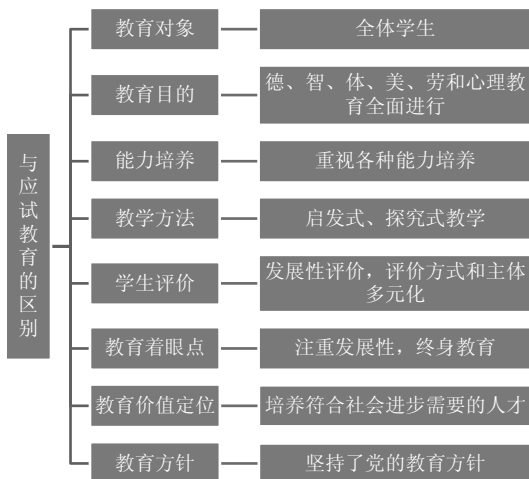 与应试教育的区别
教育对象
全体学生
教育目的
德、智、体、美、劳和心理教
育全面进行
能力培养
重视各种能力培养
教学方法
启发式、探究式教学
学生评价
发展性评价，评价方式和主体
多元化
教育着眼点
注重发展性，终身教育
教育价值定位
培养符合社会进步需要的人才
教育方针
坚持了党的教育方针